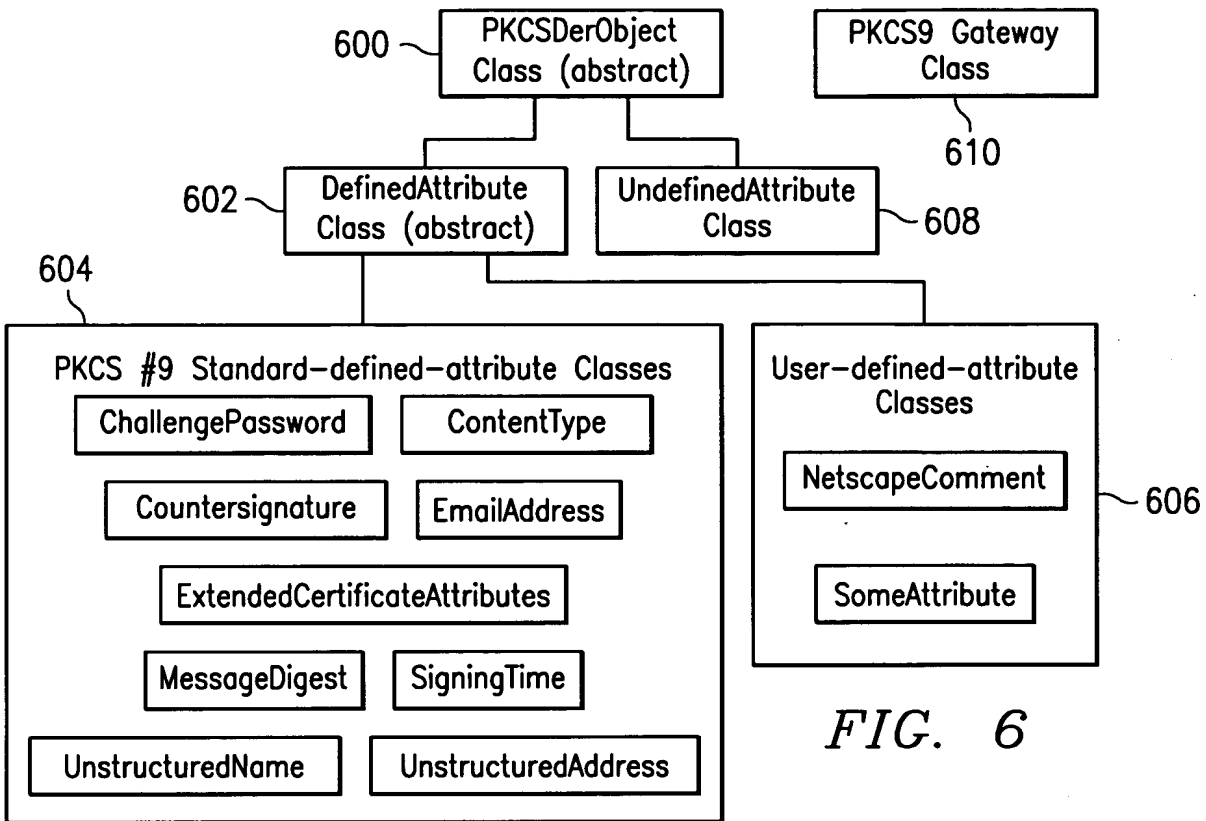 600
PKCSDerObject
Class (abstract)
PKCS9 Gateway
Class
610
602
DefinedAttribute
Class (abstract)
UndefinedAttribute
Class
608
604
PKCS #9 Standard-defined-attribute Classes
ChallengePassword
ContentType
Countersignature
EmailAddress
ExtendedCertificateAttributes
MessageDigest
SigningTime
UnstructuredName
UnstructuredAddress
User-defined-attribute
Classes
NetscapeComment
SomeAttribute
606
FIG. 6